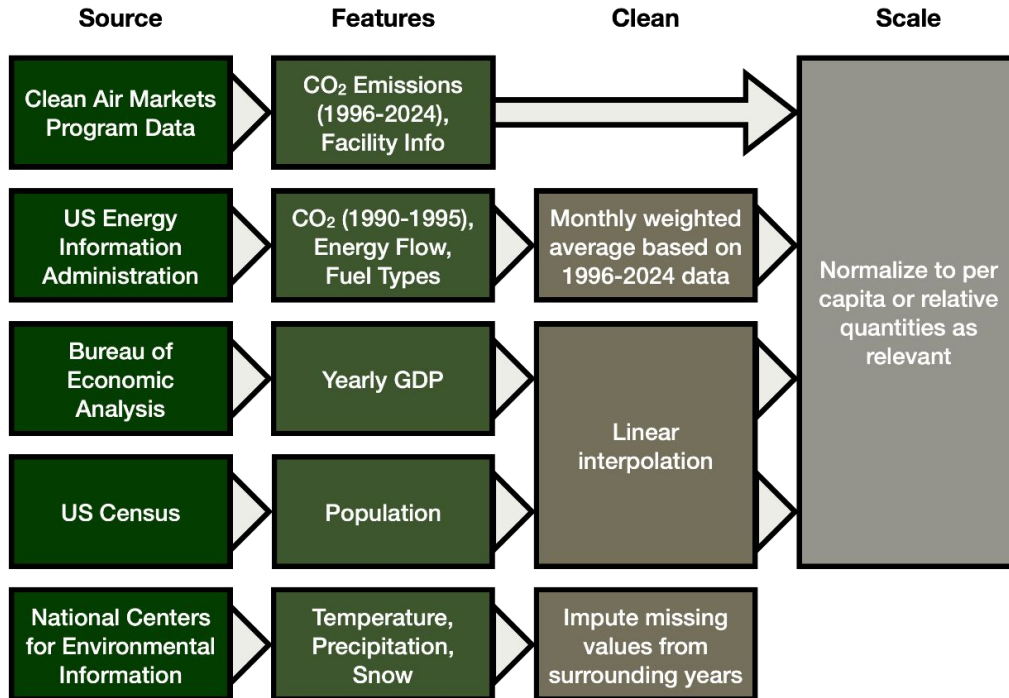 Source
Features
Clean
Scale
Clean Air Markets
Program Data
CO₂ Emissions
(1996-2024),
Facility Info
US Energy
Information
Administration
CO₂ (1990-1995),
Energy Flow,
Fuel Types
Monthly weighted
average based on
1996-2024 data
Normalize to per
capita or relative
quantities as
relevant
Bureau of
Economic
Analysis
Yearly GDP
Linear
interpolation
US Census
Population
National Centers
for Environmental
Information
Temperature,
Precipitation,
Snow
Impute missing
values from
surrounding years